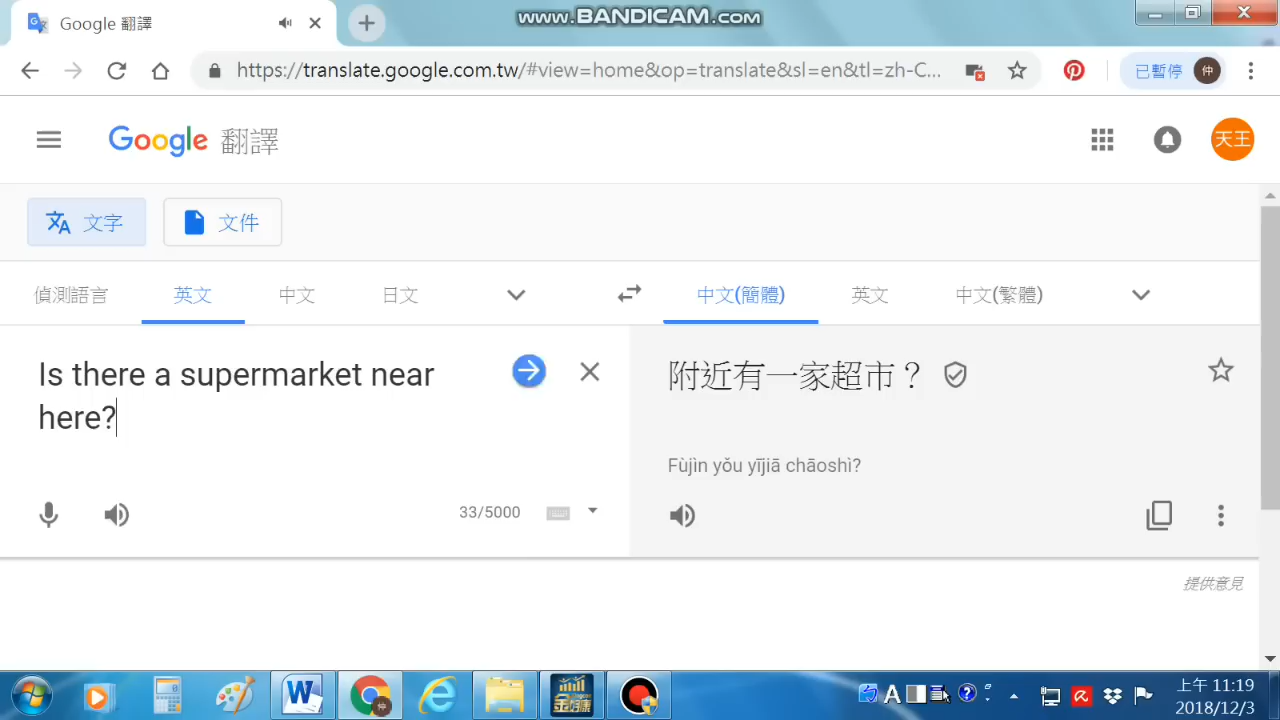 Google 翻譯
www.BANDICAM.com
https://translate.google.com.tw/#view=home&op=translate&sl=en&tl=zh-C...
已暫停
仲
Google 翻譯
天王
文字
文件
偵測語言
英文
中文
日文
中文(簡體)
英文
中文(繁體)
Is there a supermarket near
here?
附近有一家超市？
Fùjìn yǒu yījiā chāoshì?
33/5000
提供意見
上午 11:19
2018/12/3